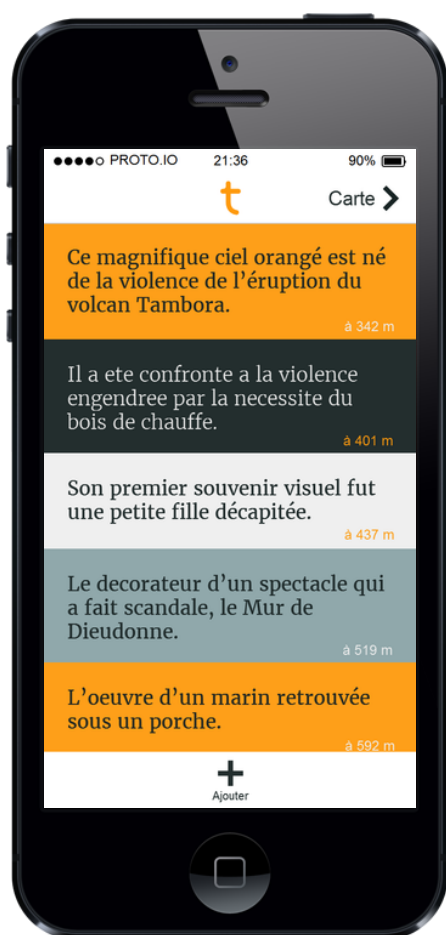 PROTO.IO 21:36 90%
t Carte
Ce magnifique ciel orangé est né
de la violence de l’éruption du
volcan Tambora.
à 342 m
Il a ete confronte a la violence
engendree par la necessite du
bois de chauffe.
à 401 m
Son premier souvenir visuel fut
une petite fille décapitée.
à 437 m
Le decorateur d’un spectacle qui
a fait scandale, le Mur de
Dieudonne.
à 519 m
L’oeuvre d’un marin retrouvée
sous un porche.
à 592 m
Ajouter